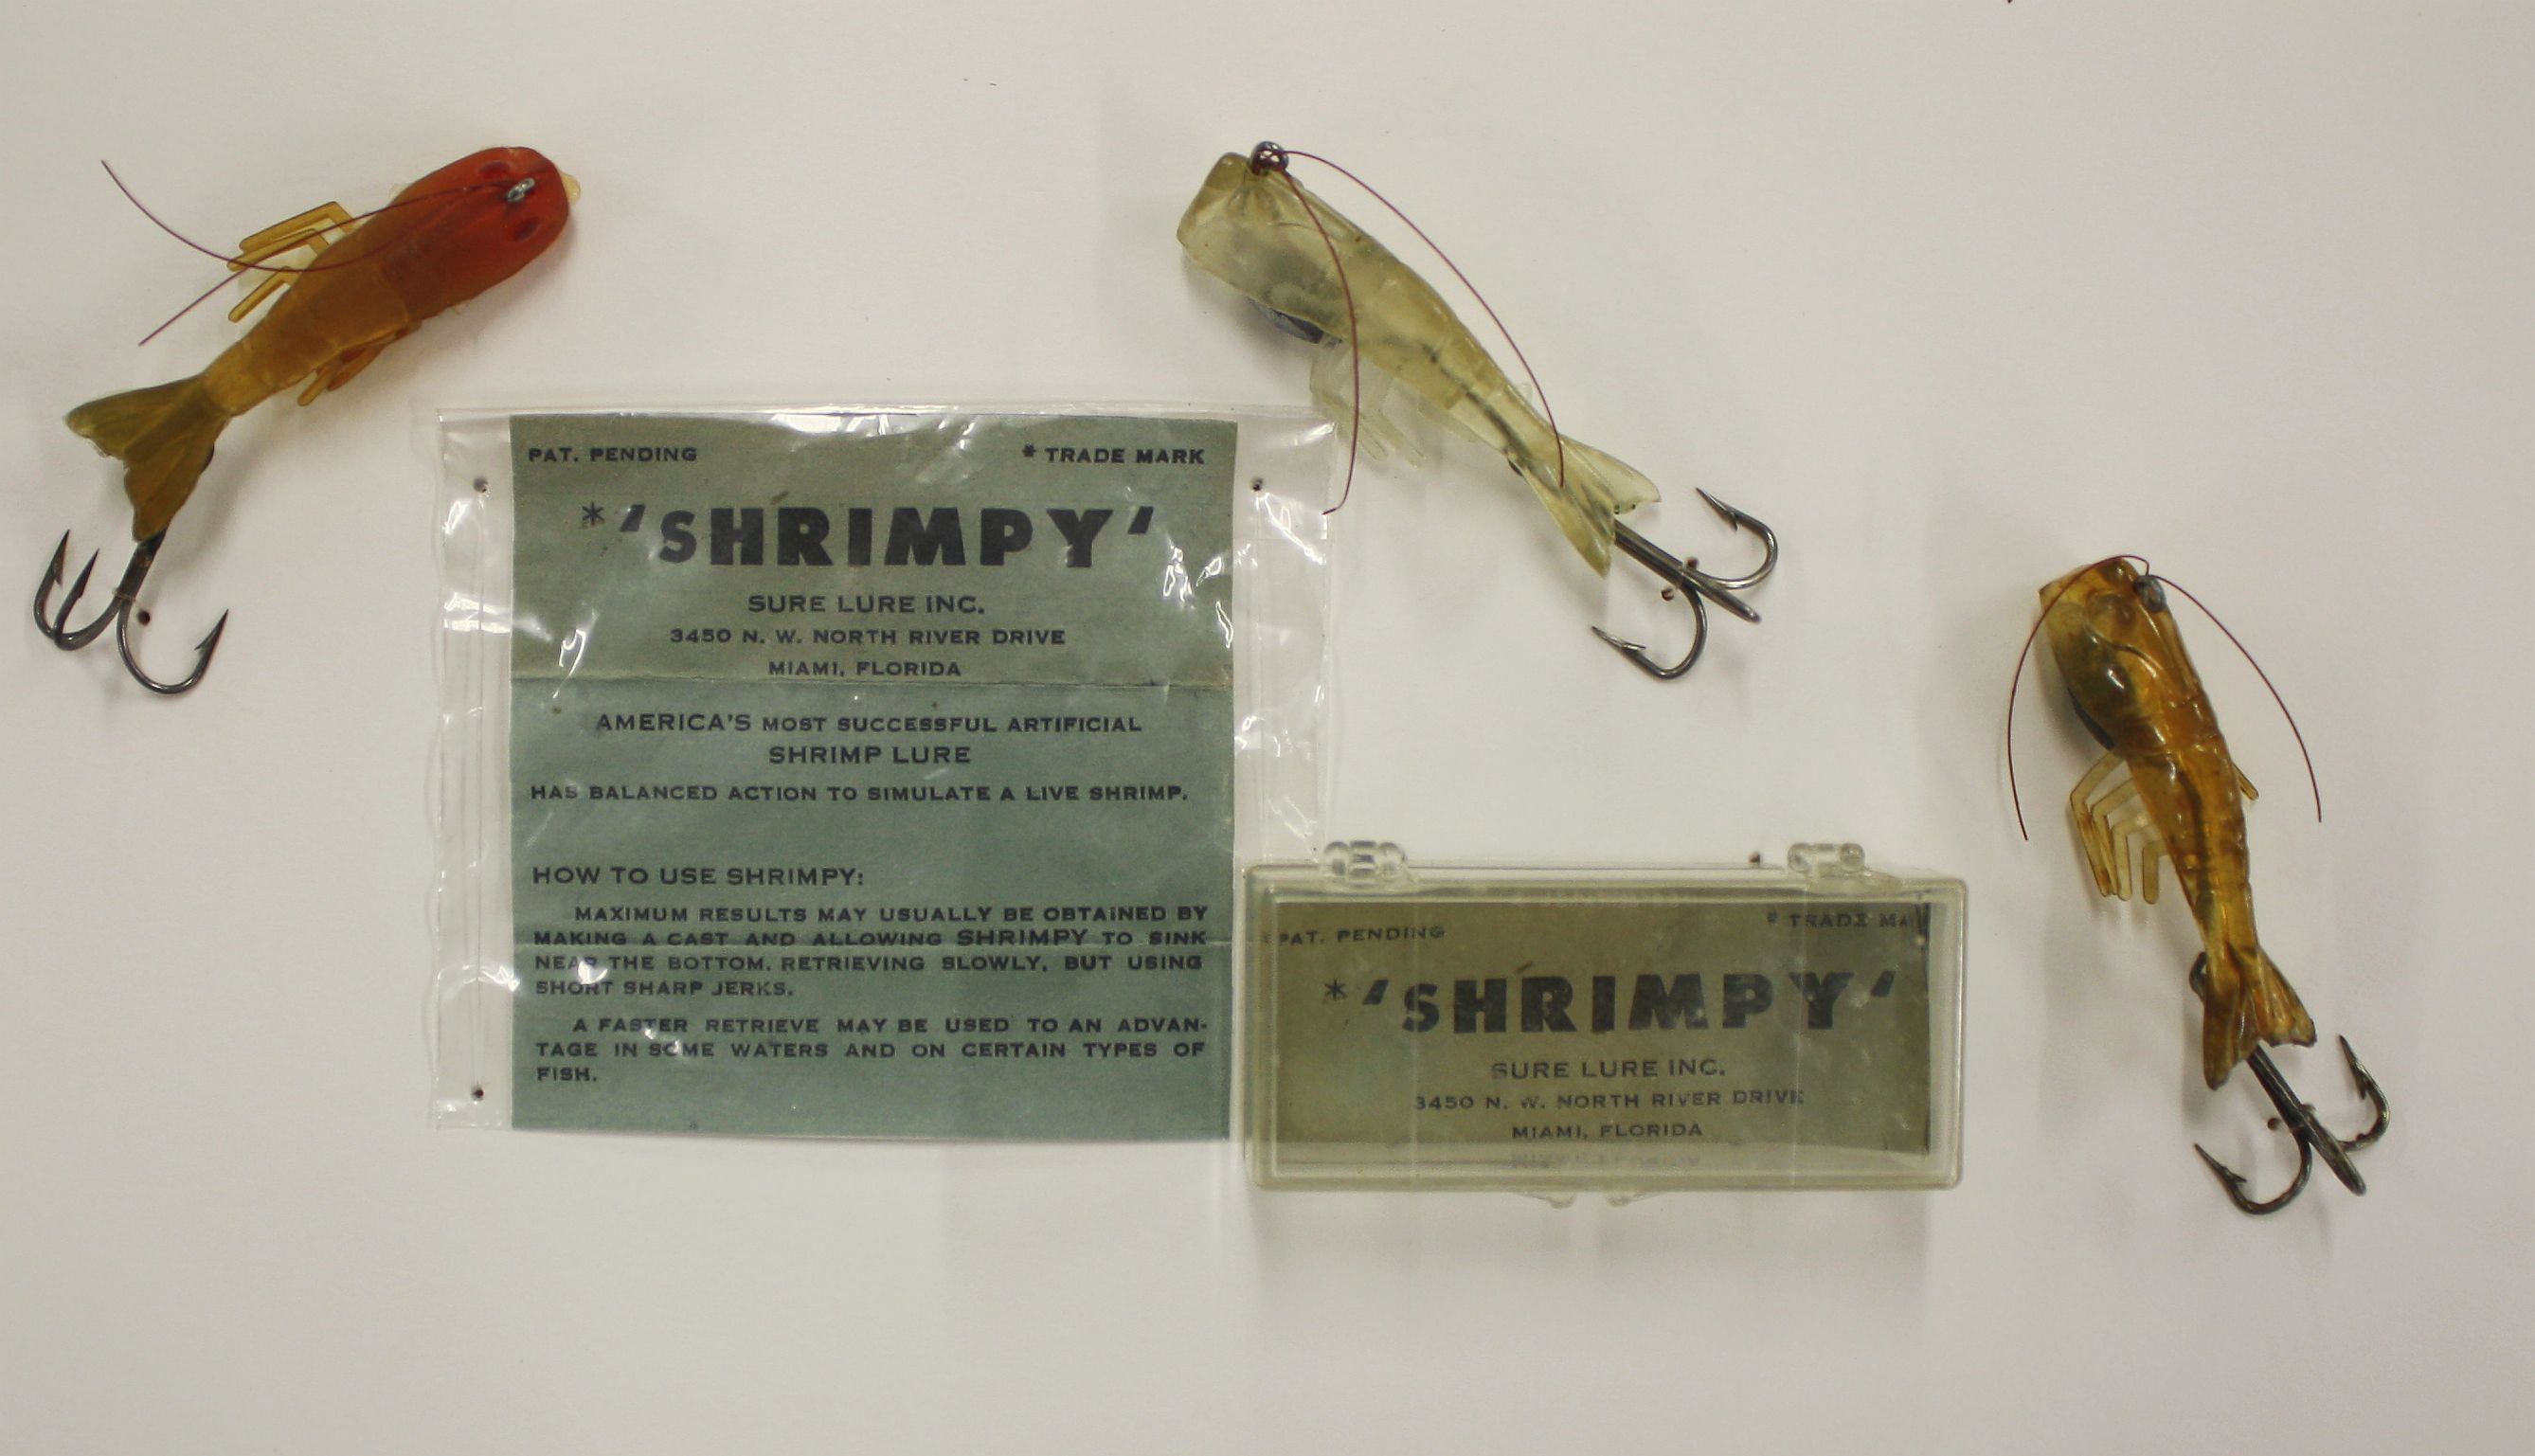 PAT. PENDING * TRADE MARK
*'SHRIMPY'
SURE LURE INC.
3450 N. W. NORTH RIVER DRIVE
MIAMI, FLORIDA
AMERICA'S MOST SUCCESSFUL ARTIFICIAL
SHRIMP LURE
HAS BALANCED ACTION TO SIMULATE A LIVE SHRIMP.
HOW TO USE SHRIMPY:
MAXIMUM RESULTS MAY USUALLY BE OBTAINED BY
MAKING A CAST AND ALLOWING SHRIMPY TO SINK
NEAR THE BOTTOM. RETRIEVING SLOWLY, BUT USING
SHORT SHARP JERKS.
A FASTER RETRIEVE MAY BE USED TO AN ADVAN-
TAGE IN SOME WATERS AND ON CERTAIN TYPES OF
FISH.
PAT. PENDING * TRADE MA
*'SHRIMPY'
SURE LURE INC.
3450 N. W. NORTH RIVER DRIVE
MIAMI, FLORIDA